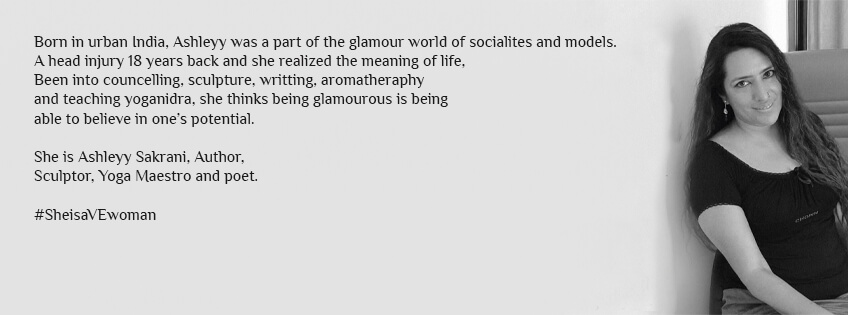 Born in urban India, Ashleyy was a part of the glamour world of socialites and models.
A head injury 18 years back and she realized the meaning of life,
Been into councelling, sculpture, writting, aromatheraphy
and teaching yoganidra, she thinks being glamourous is being
able to believe in one's potential.
She is Ashleyy Sakrani, Author,
Sculptor, Yoga Maestro and poet.
#SheisaVEwoman